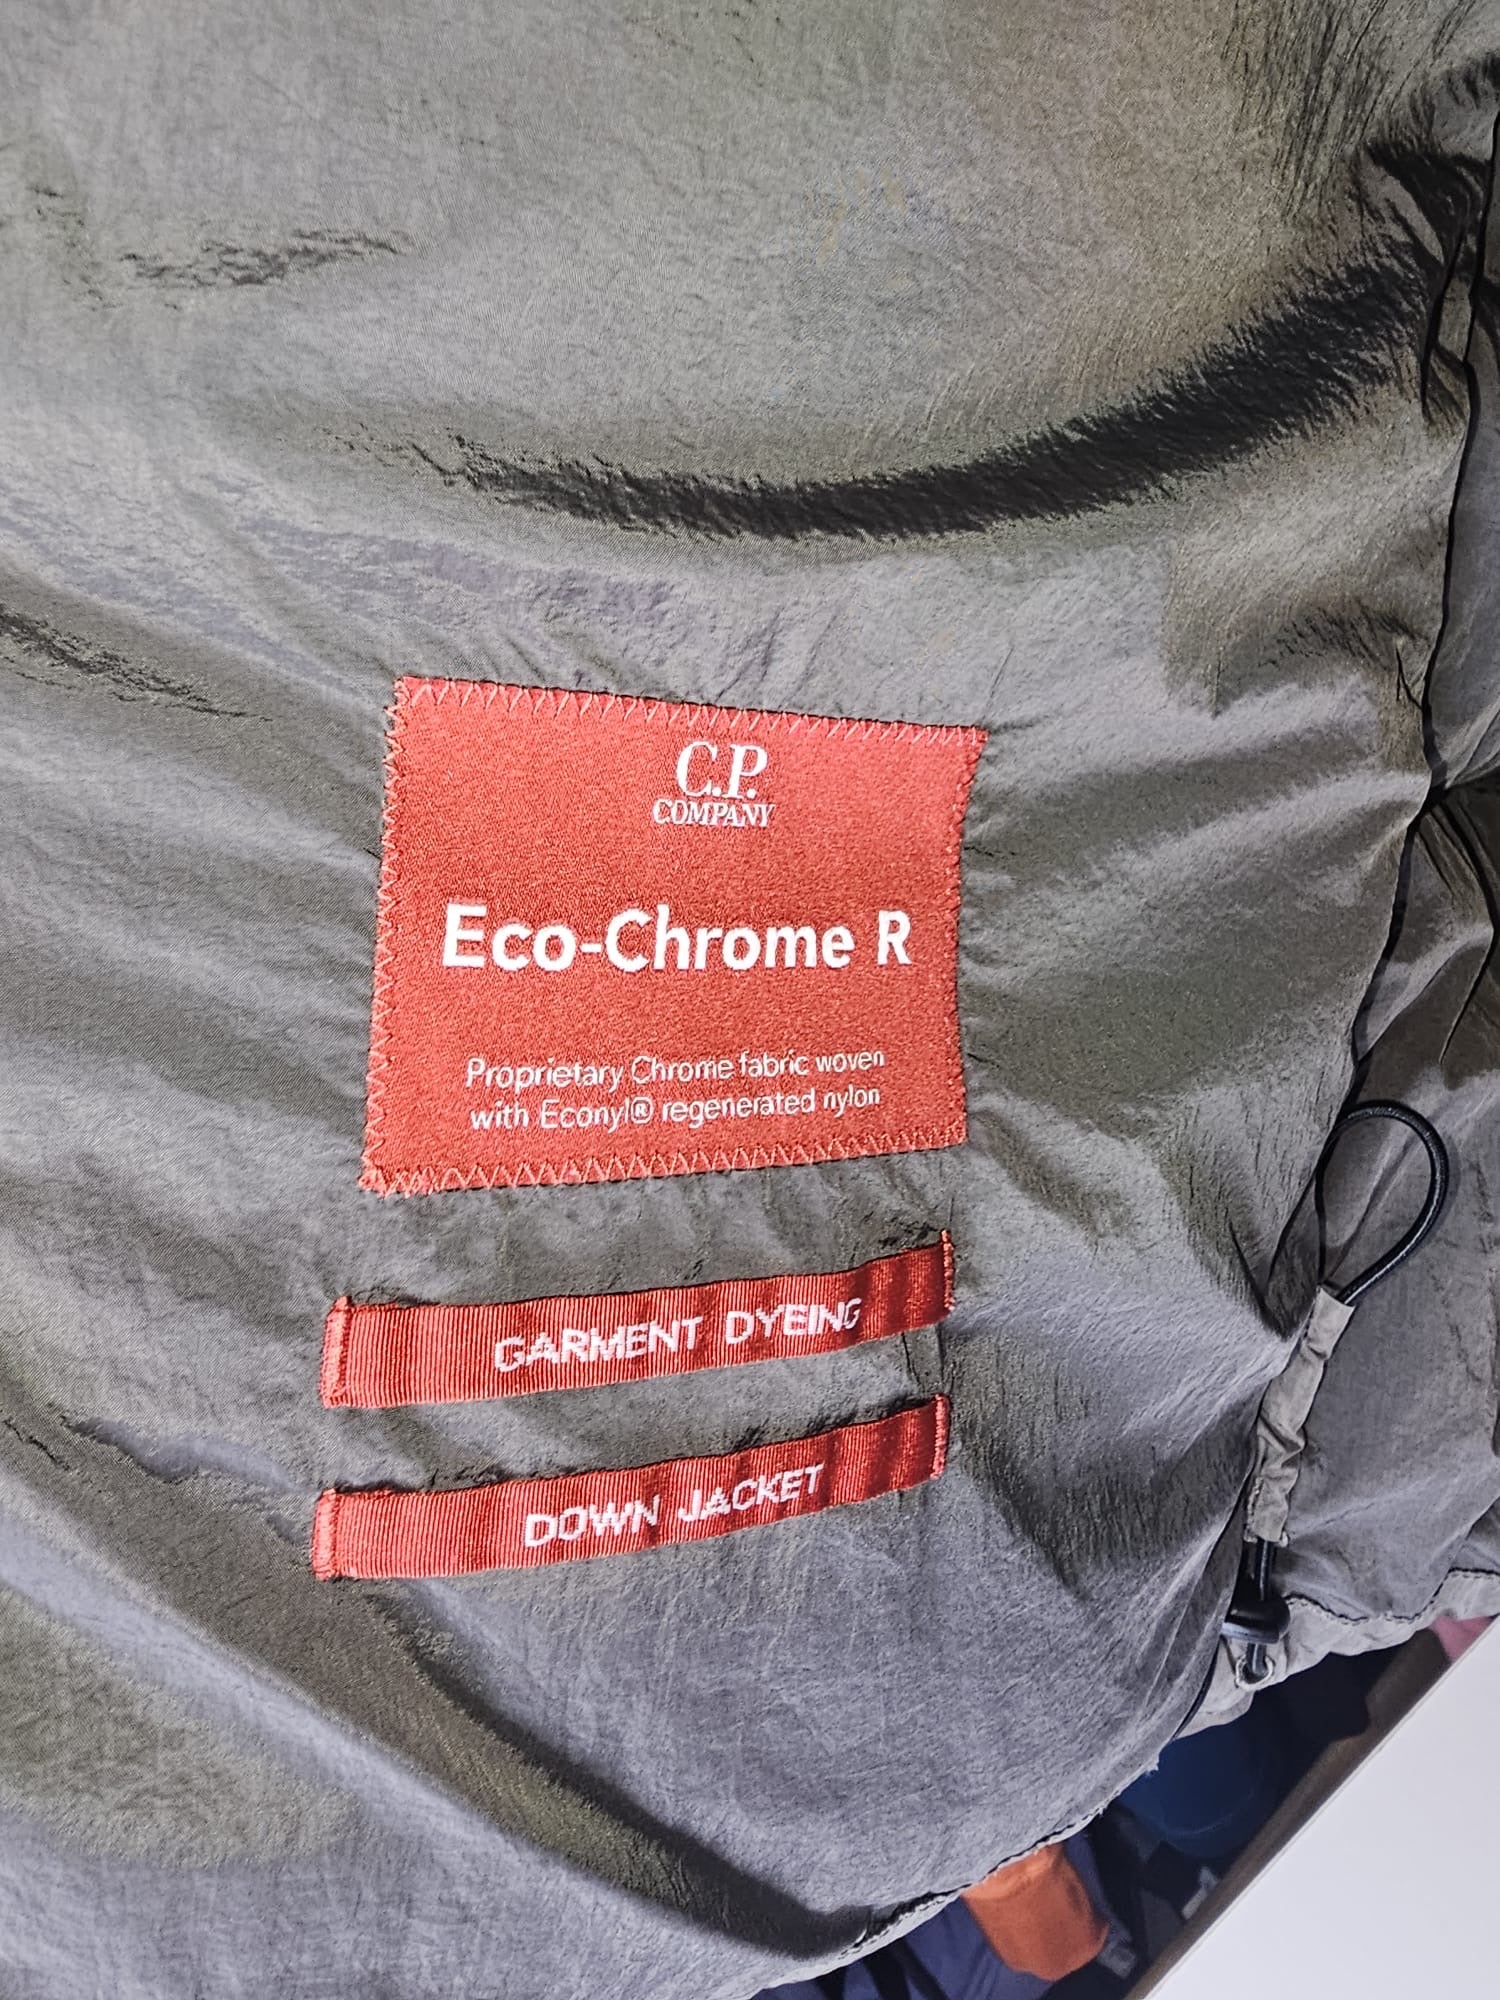 C.P.
COMPANY
Eco-Chrome R
Proprietary Chrome fabric woven
with Econyl® regenerated nylon
GARMENT DYEING
DOWN JACKET